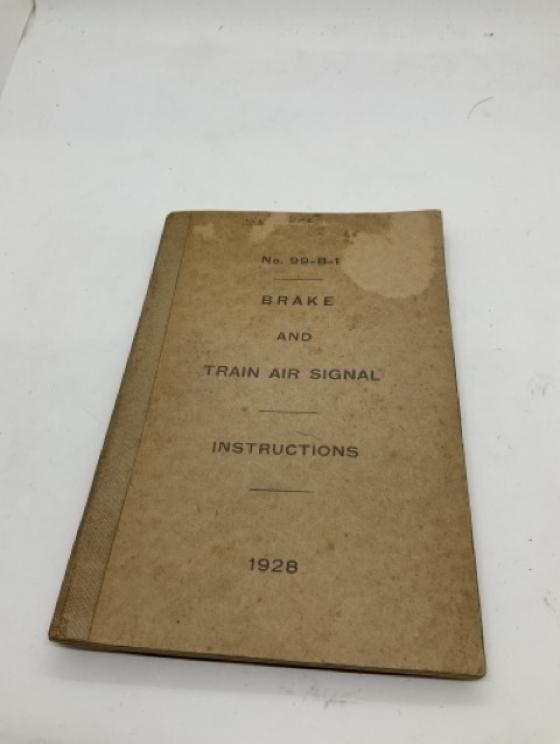 No. 99-B-1
BRAKE
AND
TRAIN AIR SIGNAL
INSTRUCTIONS
1928